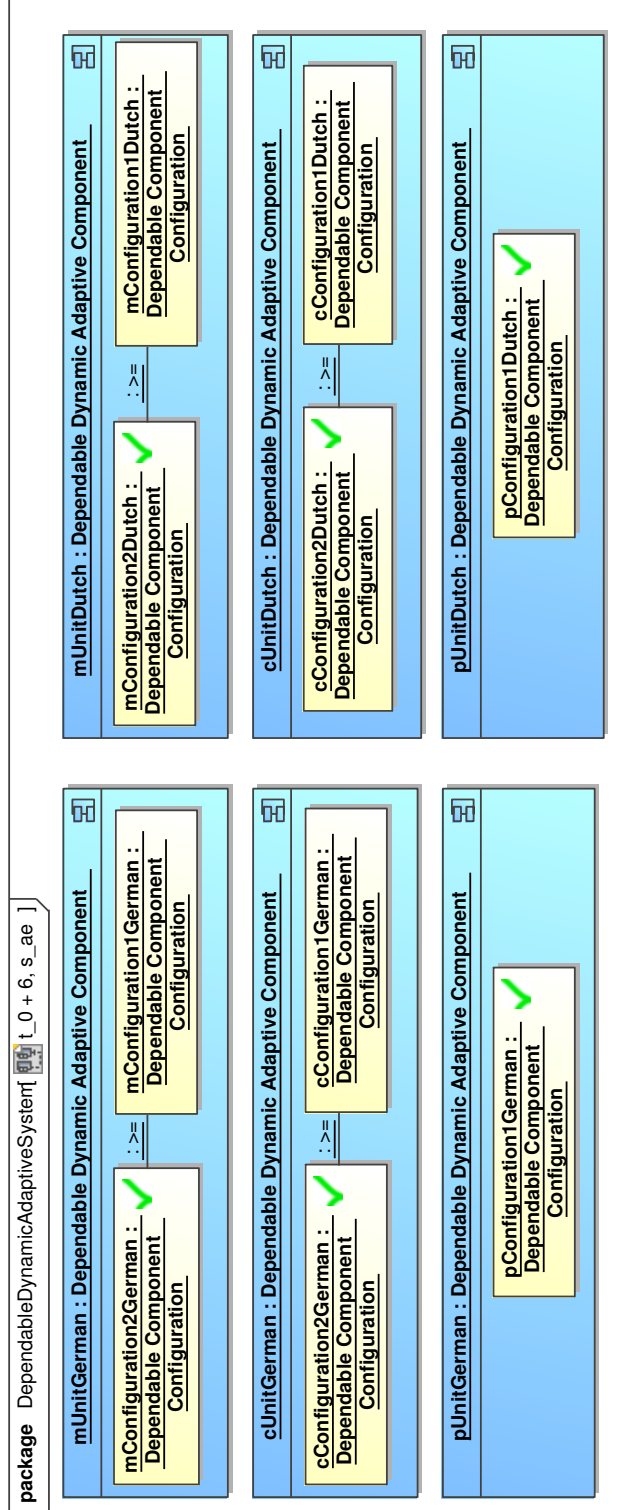 package DependableDynamicAdaptiveSystem[ t_0 + 6, s_ae ]
mUnitGerman : Dependable Dynamic Adaptive Component
mConfiguration2German :
Dependable Component
Configuration
: >=
mConfiguration1German :
Dependable Component
Configuration
mUnitDutch : Dependable Dynamic Adaptive Component
mConfiguration2Dutch :
Dependable Component
Configuration
: >=
mConfiguration1Dutch :
Dependable Component
Configuration
cUnitGerman : Dependable Dynamic Adaptive Component
cConfiguration2German :
Dependable Component
Configuration
: >=
cConfiguration1German :
Dependable Component
Configuration
cUnitDutch : Dependable Dynamic Adaptive Component
cConfiguration2Dutch :
Dependable Component
Configuration
: >=
cConfiguration1Dutch :
Dependable Component
Configuration
pUnitGerman : Dependable Dynamic Adaptive Component
pConfiguration1German :
Dependable Component
Configuration
pUnitDutch : Dependable Dynamic Adaptive Component
pConfiguration1Dutch :
Dependable Component
Configuration